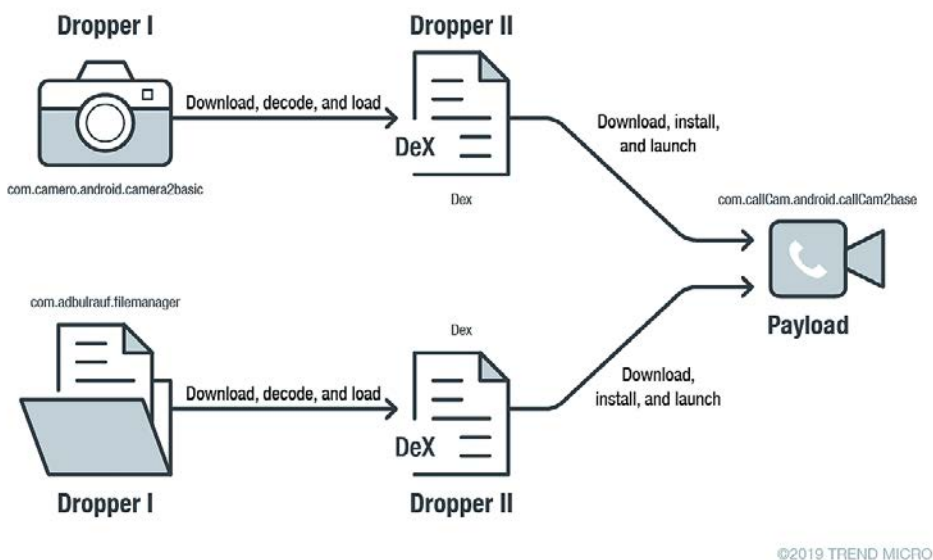 Dropper I
Dropper II
Download, decode, and load
DeX
Download, install,
and launch
com.camero.android.camera2basic
Dex
com.callCam.android.callCam2base
Payload
com.adbulrauf.filemanager
Dex
Download, decode, and load
DeX
Download,
install, and launch
Dropper I
Dropper II
©2019 TREND MICRO